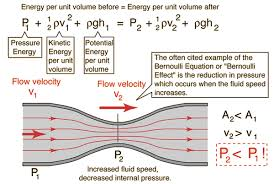 Energy per unit volume before = Energy per unit volume after
P₁ + ½ρv₁² + ρgh₁ = P₂ + ½ρv₂² + ρgh₂
Pressure
Energy
Kinetic
Energy
per unit
volume
Potential
Energy
per unit
volume
The often cited example of the
Bernoulli Equation or "Bernoulli
Effect" is the reduction in pressure
which occurs when the fluid speed
increases.
Flow velocity
v₁
Flow velocity
v₂
A₂ < A₁
v₂ > v₁
P₂ < P₁ !
P₁
P₂
Increased fluid speed,
decreased internal pressure.